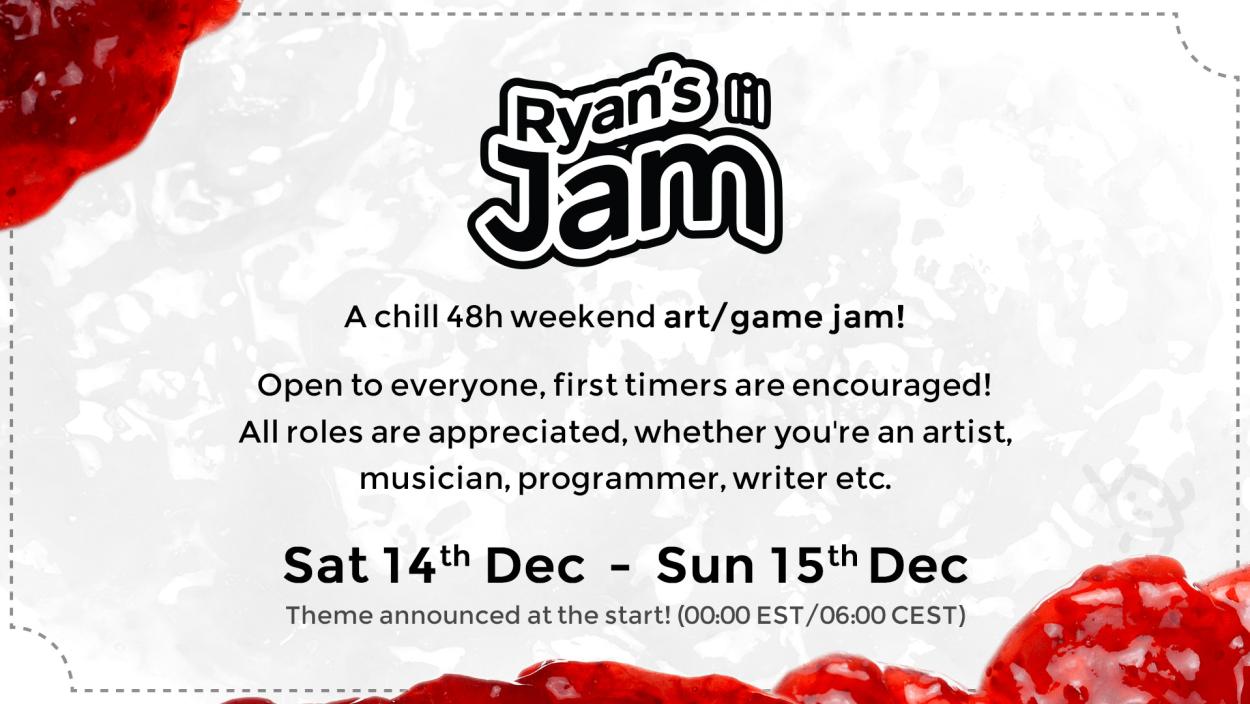 Ryan's lil
Jam
A chill 48h weekend art/game jam!
Open to everyone, first timers are encouraged!
All roles are appreciated, whether you're an artist,
musician, programmer, writer etc.
Sat 14th Dec - Sun 15th Dec
Theme announced at the start! (00:00 EST/06:00 CEST)